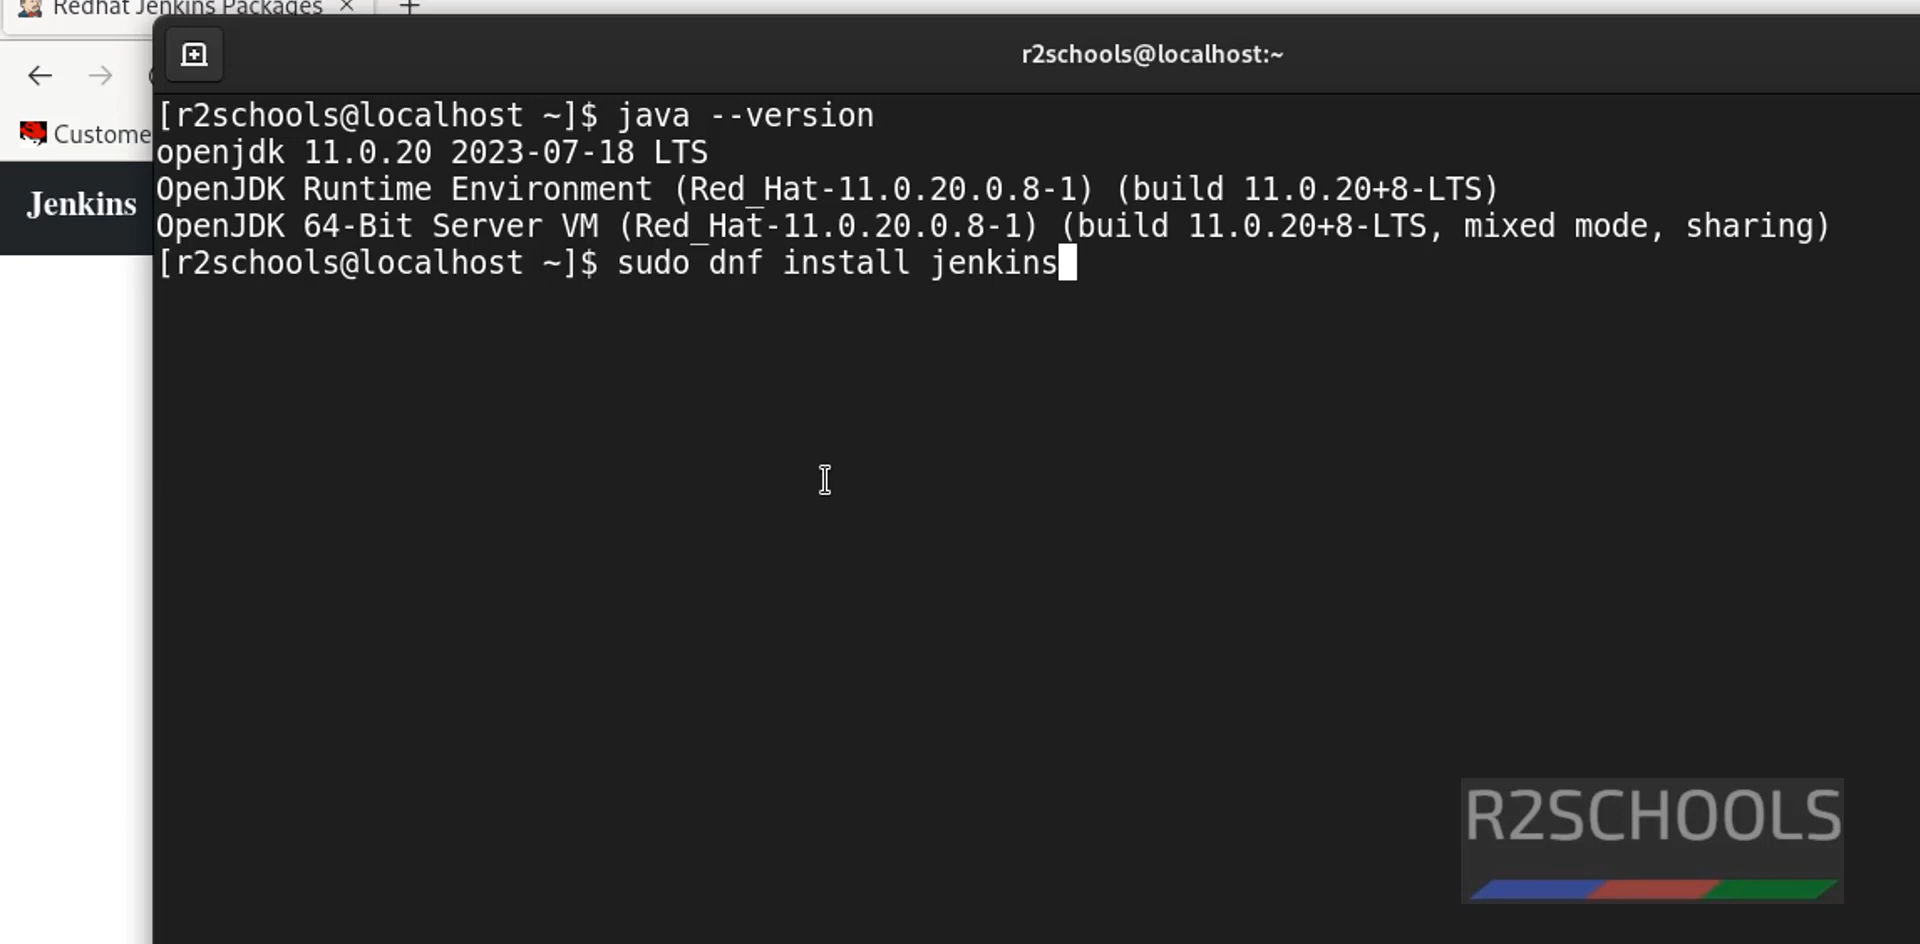 Redhat Jenkins Packages
r2schools@localhost:~
[r2schools@localhost ~]$ java --version
openjdk 11.0.20 2023-07-18 LTS
OpenJDK Runtime Environment (Red_Hat-11.0.20.0.8-1) (build 11.0.20+8-LTS)
OpenJDK 64-Bit Server VM (Red_Hat-11.0.20.0.8-1) (build 11.0.20+8-LTS, mixed mode, sharing)
[r2schools@localhost ~]$ sudo dnf install jenkins
Custome
Jenkins
R2SCHOOLS